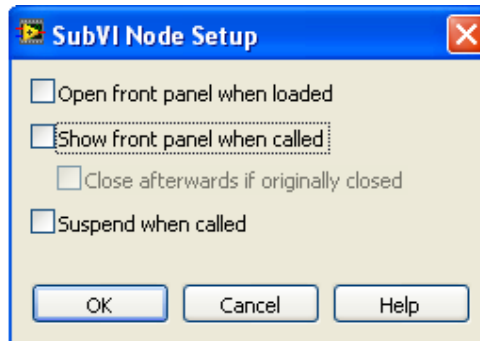 SubVI Node Setup
Open front panel when loaded
Show front panel when called
Close afterwards if originally closed
Suspend when called
OK Cancel Help